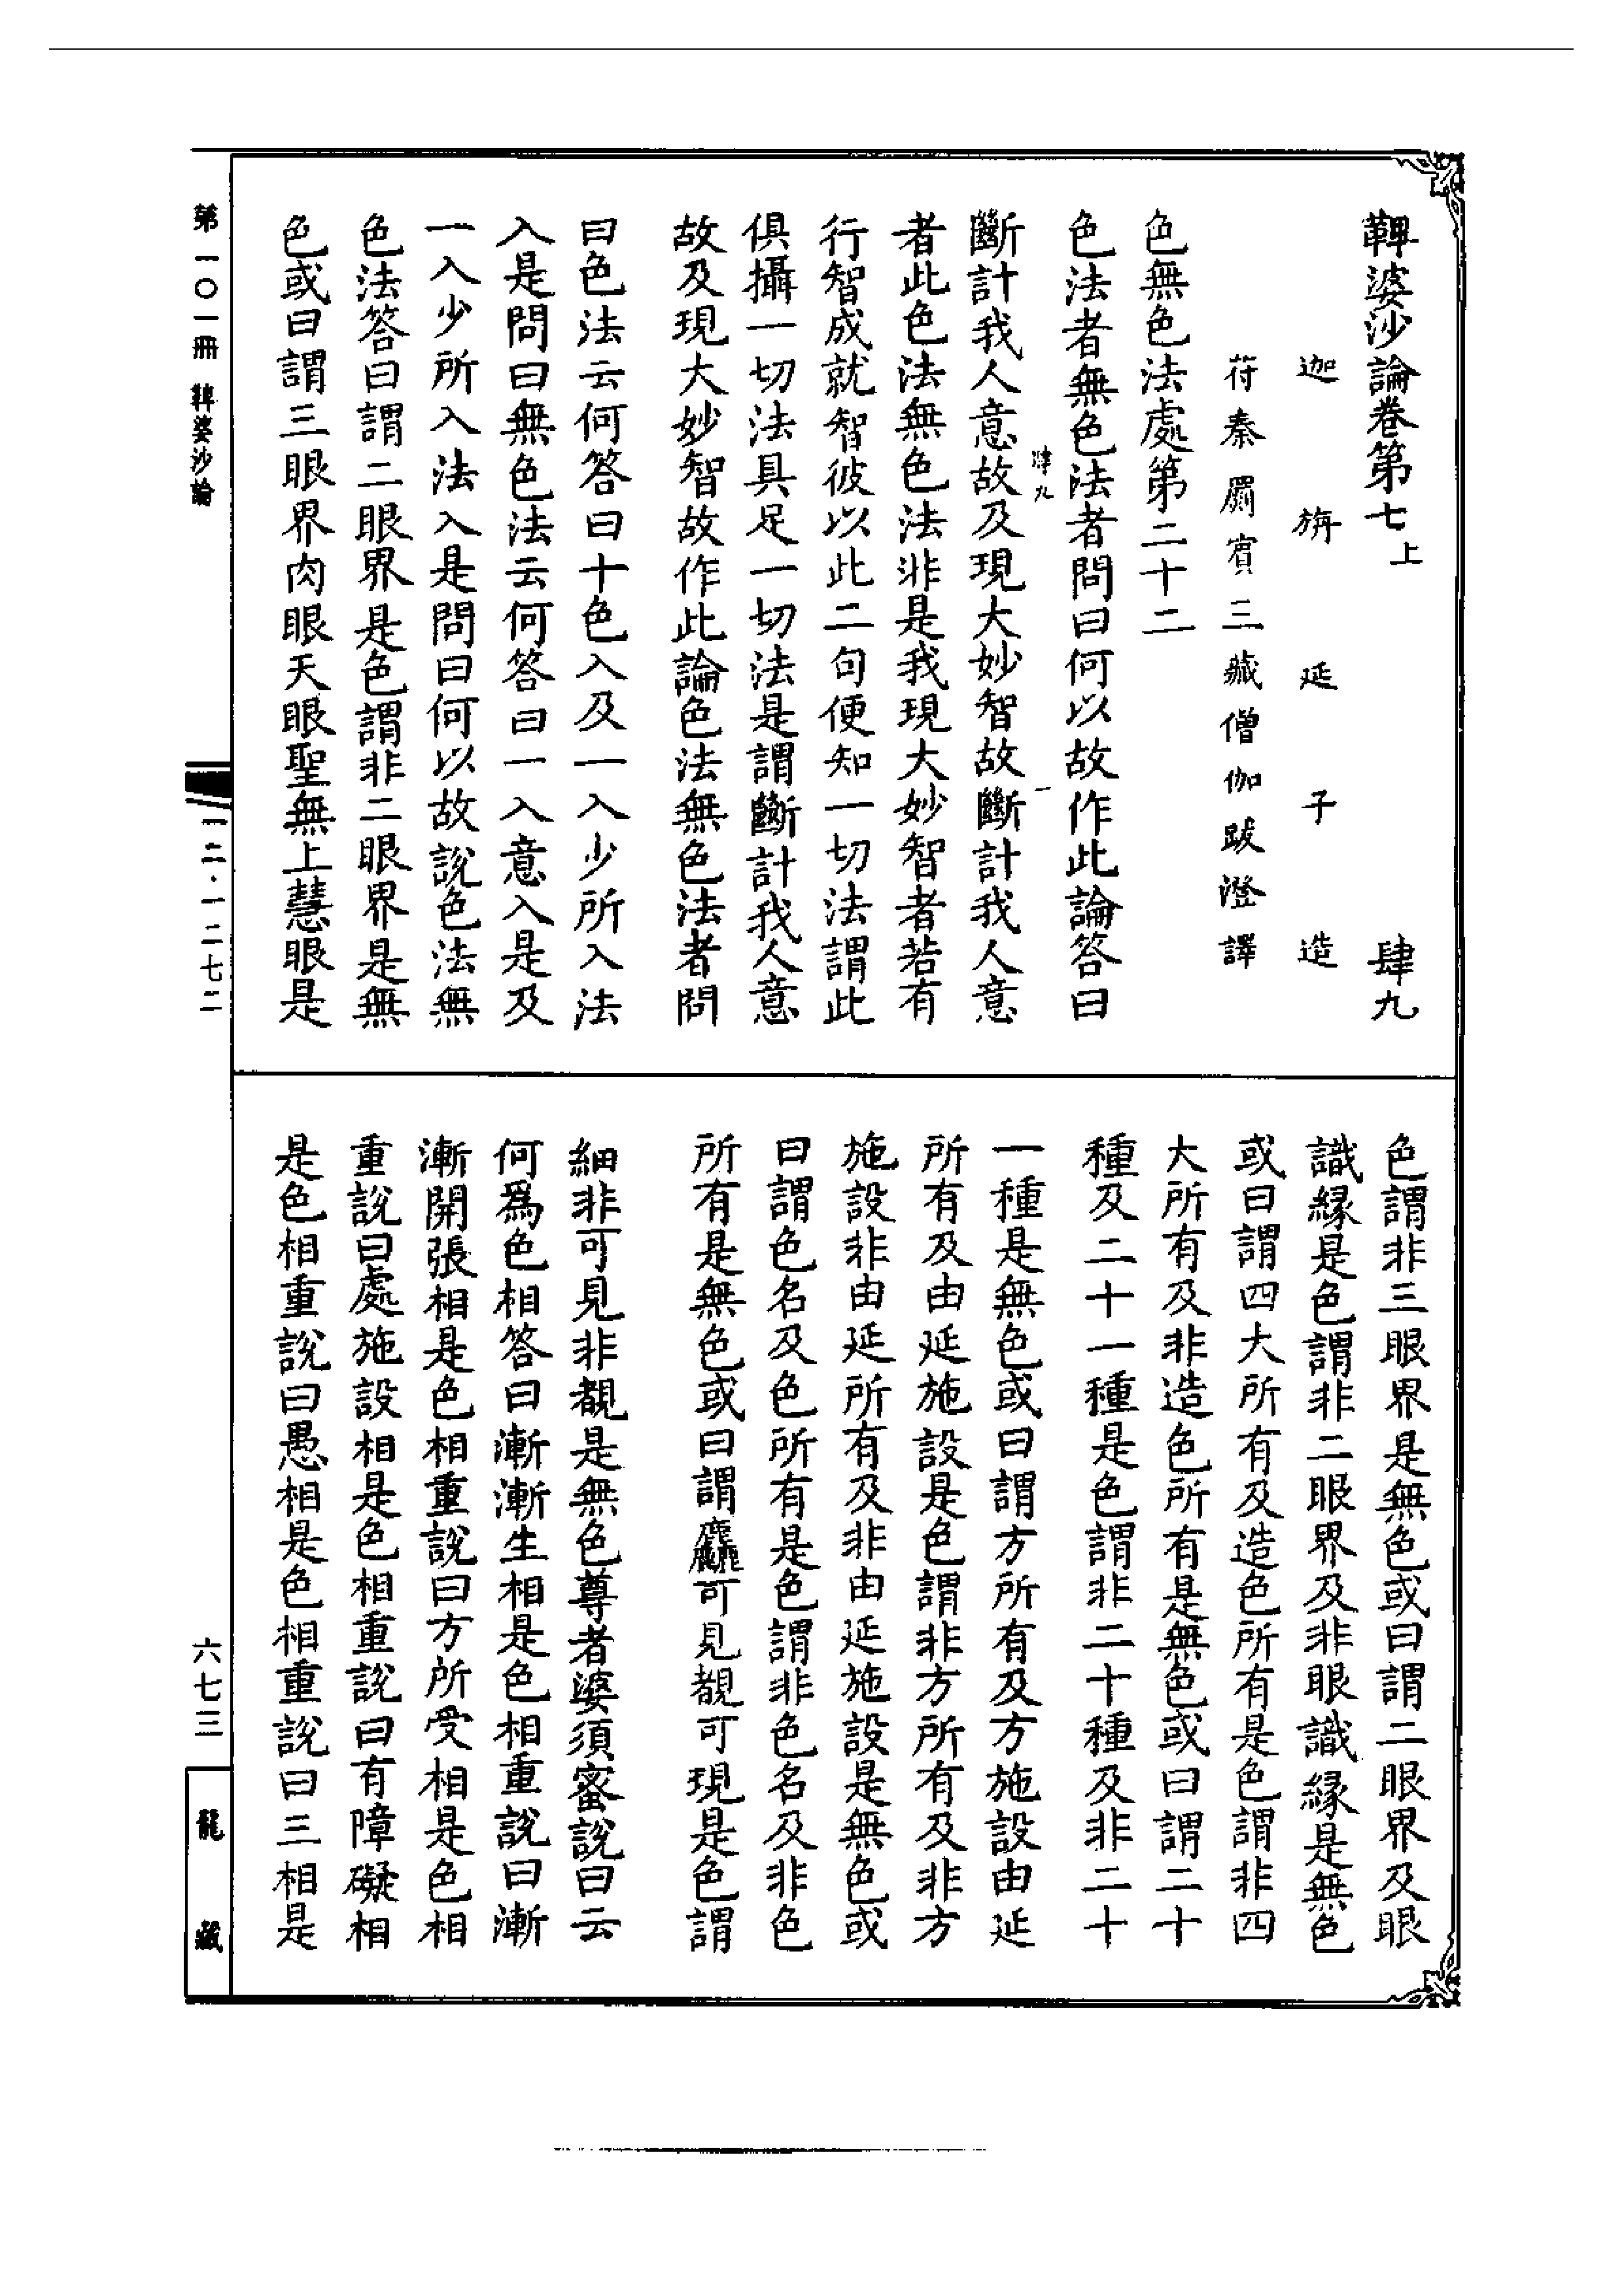 鞞婆沙論卷第七上　肆九
迦旃延子造
苻秦罽賓三藏僧伽跋澄譯
色無色法處第二十二
色法者無色法者問曰何以故作此論答曰
肆九　一
斷計我人意故及現大妙智故斷計我人意
者此色法無色法非是我現大妙智者若有
行智成就智彼以此二句便知一切法謂此
俱攝一切法具足一切法是謂斷計我人意
故及現大妙智故作此論色法無色法者問
曰色法云何答曰十色入及一入少所入法
入是問曰無色法云何答曰一入意入是及
一入少所入法入是問曰何以故說色法無
色法答曰謂二眼界是色謂非二眼界是無
色或曰謂三眼界肉眼天眼聖無上慧眼是
色謂非三眼界是無色或曰謂二眼界及眼
識緣是色謂非二眼界及非眼識緣是無色
或曰謂四大所有及造色所有是色謂非四
大所有及非造色所有是無色或曰謂二十
種及二十一種是色謂非二十種及非二十
一種是無色或曰謂方所有及方施設由延
所有及由延施設是色謂非方所有及非方
施設非由延所有及非由延施設是無色或
曰謂色名及色所有是色謂非色名及非色
所有是無色或曰謂麤可見覩可現是色謂
細非可見非覩是無色尊者婆須蜜說曰云
何爲色相答曰漸漸生相是色相重說曰漸
漸開張相是色相重說曰方所受相是色相
重說曰處施設相是色相重說曰有障礙相
是色相重說曰愚相是色相重說曰三相是
第一〇一冊　鞞婆沙論
一二·一二七二
六七三
龍藏